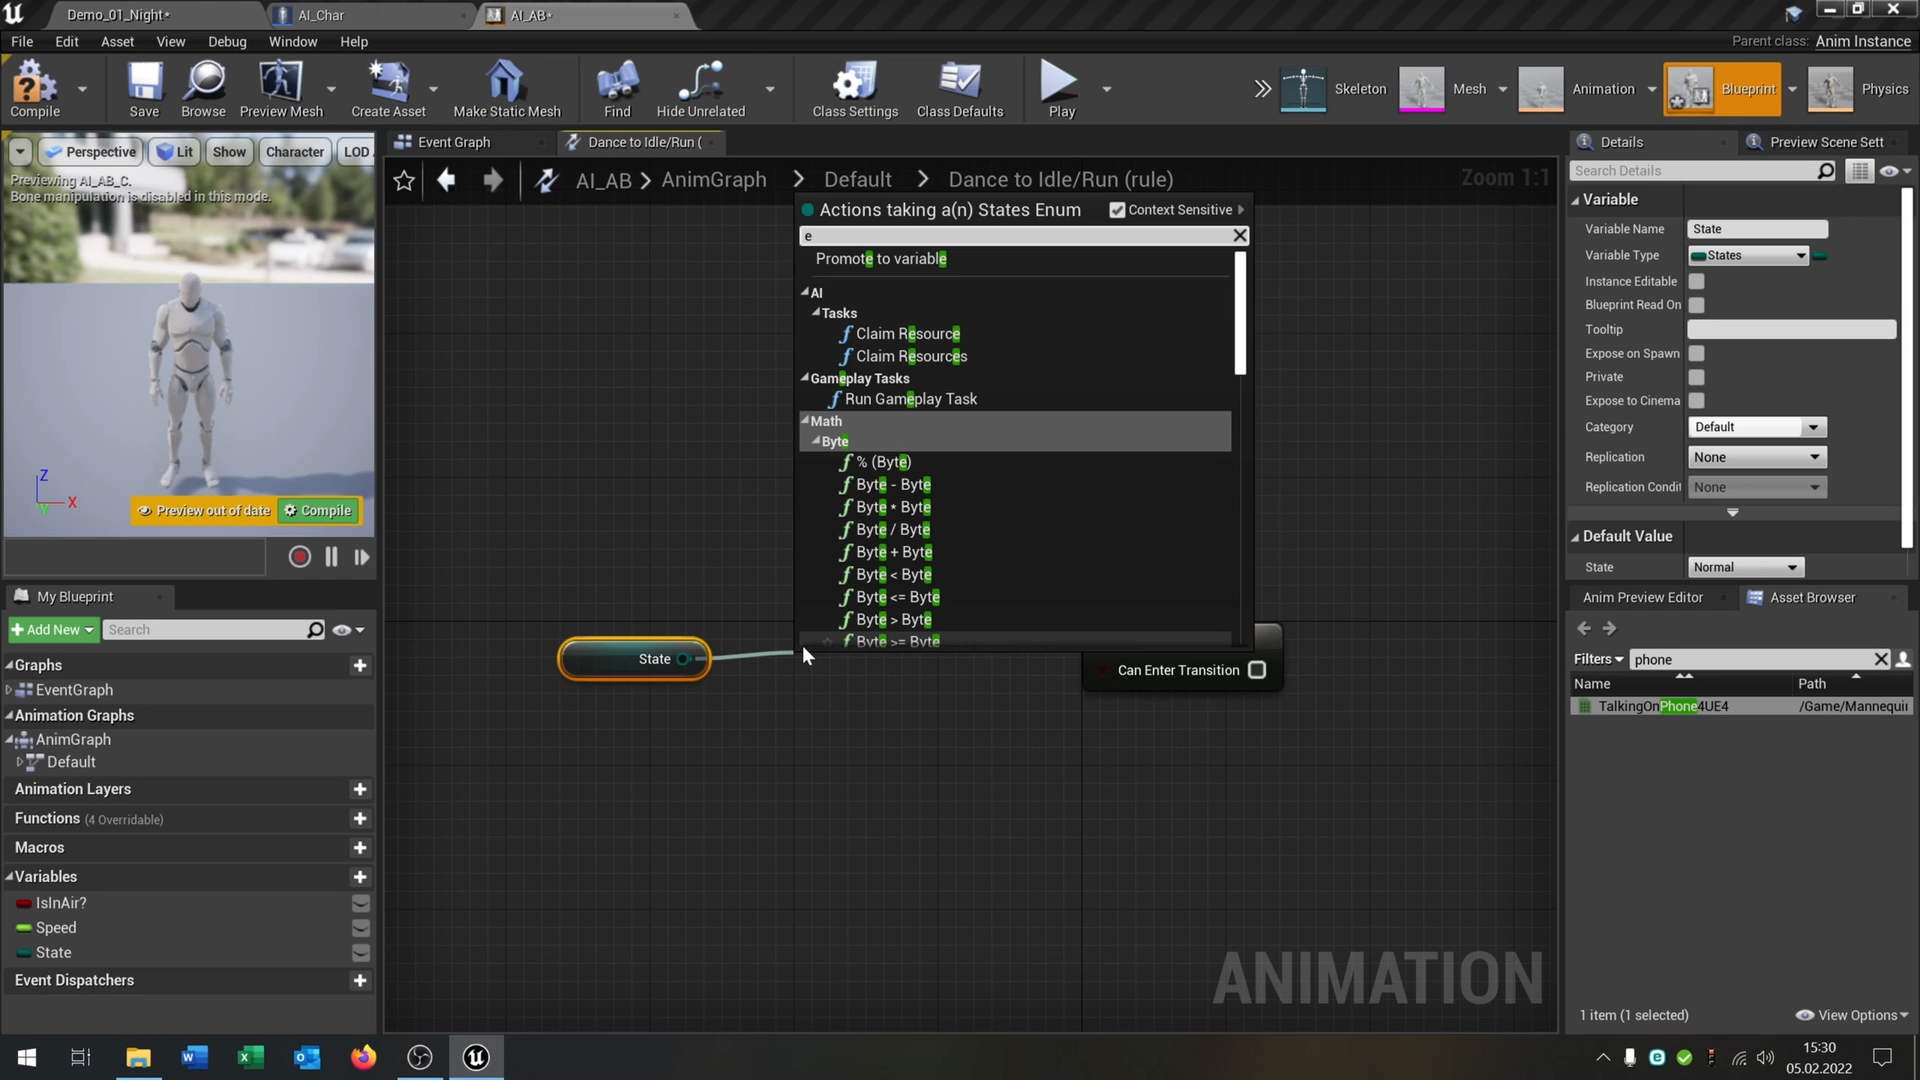 Demo_01_Night*
AI_Char
AI_AB*
File Edit Asset View Debug Window Help
Parent class: Anim Instance
Compile
Save
Browse
Preview Mesh
Create Asset
Make Static Mesh
Find
Hide Unrelated
Class Settings
Class Defaults
Play
Skeleton
Mesh
Animation
Blueprint
Physics
Perspective
Lit
Show
Character
LOD
Previewing AI_AB_C.
Bone manipulation is disabled in this mode.
Z
X
Y
Preview out of date
Compile
Event Graph
Dance to Idle/Run (
AI_AB > AnimGraph > Default > Dance to Idle/Run (rule)
Zoom 1:1
Actions taking a(n) States Enum
Context Sensitive
e
Promote to variable
AI
Tasks
f Claim Resource
f Claim Resources
Gameplay Tasks
f Run Gameplay Task
Math
Byte
f % (Byte)
f Byte - Byte
f Byte * Byte
f Byte / Byte
f Byte + Byte
f Byte < Byte
f Byte <= Byte
f Byte > Byte
f Byte >= Byte
State
Can Enter Transition
ANIMATION
My Blueprint
Add New
Search
Graphs
EventGraph
Animation Graphs
AnimGraph
Default
Animation Layers
Functions (4 Overridable)
Macros
Variables
IsInAir?
Speed
State
Event Dispatchers
Details
Preview Scene Sett
Search Details
Variable
Variable Name State
Variable Type States
Instance Editable
Blueprint Read On
Tooltip
Expose on Spawn
Private
Expose to Cinema
Category Default
Replication None
Replication Condit None
Default Value
State Normal
Anim Preview Editor
Asset Browser
Filters phone
Name Path
TalkingOnPhone4UE4 /Game/Mannequin
1 item (1 selected)
View Options
15:30
05.02.2022